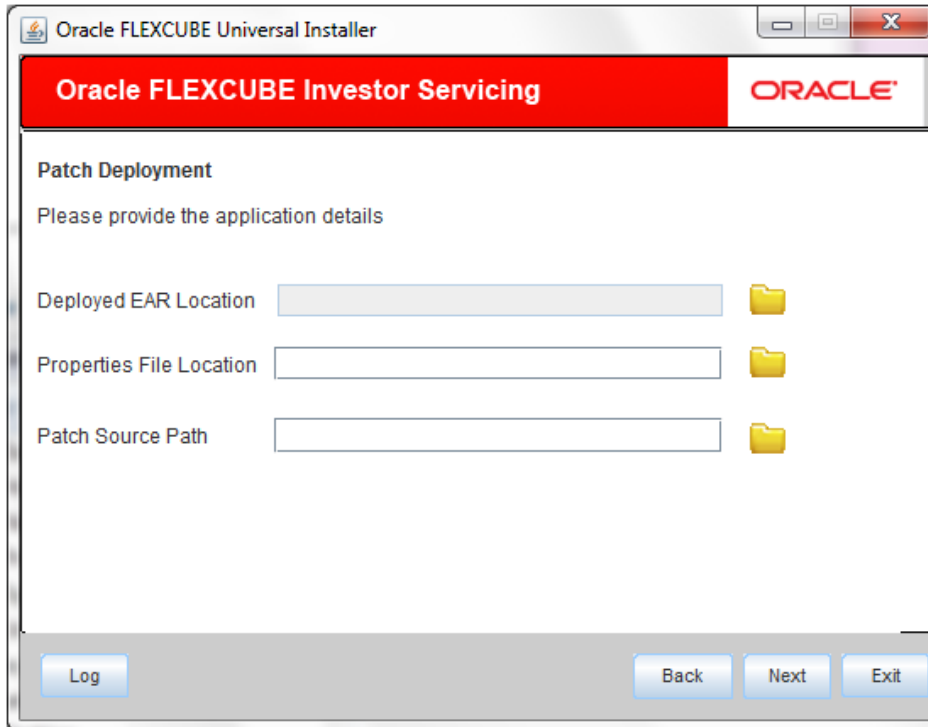 Oracle FLEXCUBE Universal Installer
Oracle FLEXCUBE Investor Servicing
ORACLE
Patch Deployment
Please provide the application details
Deployed EAR Location
Properties File Location
Patch Source Path
Log Back Next Exit